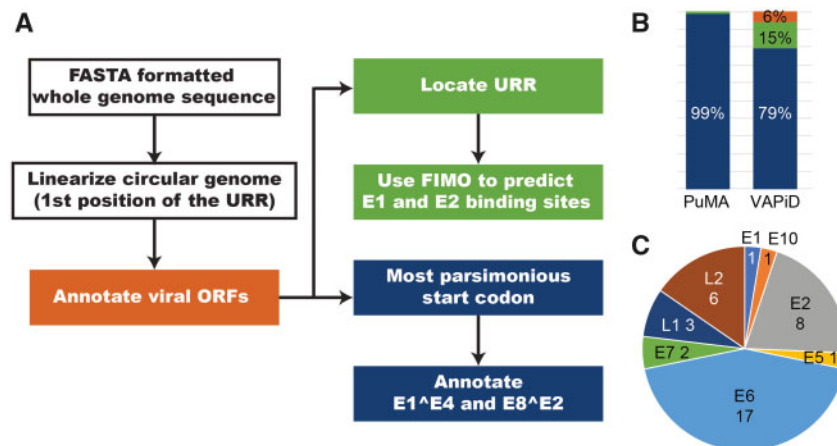 A
FASTA formatted
whole genome sequence
Linearize circular genome
(1st position of the URR)
Annotate viral ORFs
Locate URR
Use FIMO to predict
E1 and E2 binding sites
Most parsimonious
start codon
Annotate
E1^E4 and E8^E2
B
6%
15%
99%
79%
PuMA
VAPiD
C
E1
1
E10
1
E2
8
E5 1
E6
17
E7 2
L1 3
L2
6